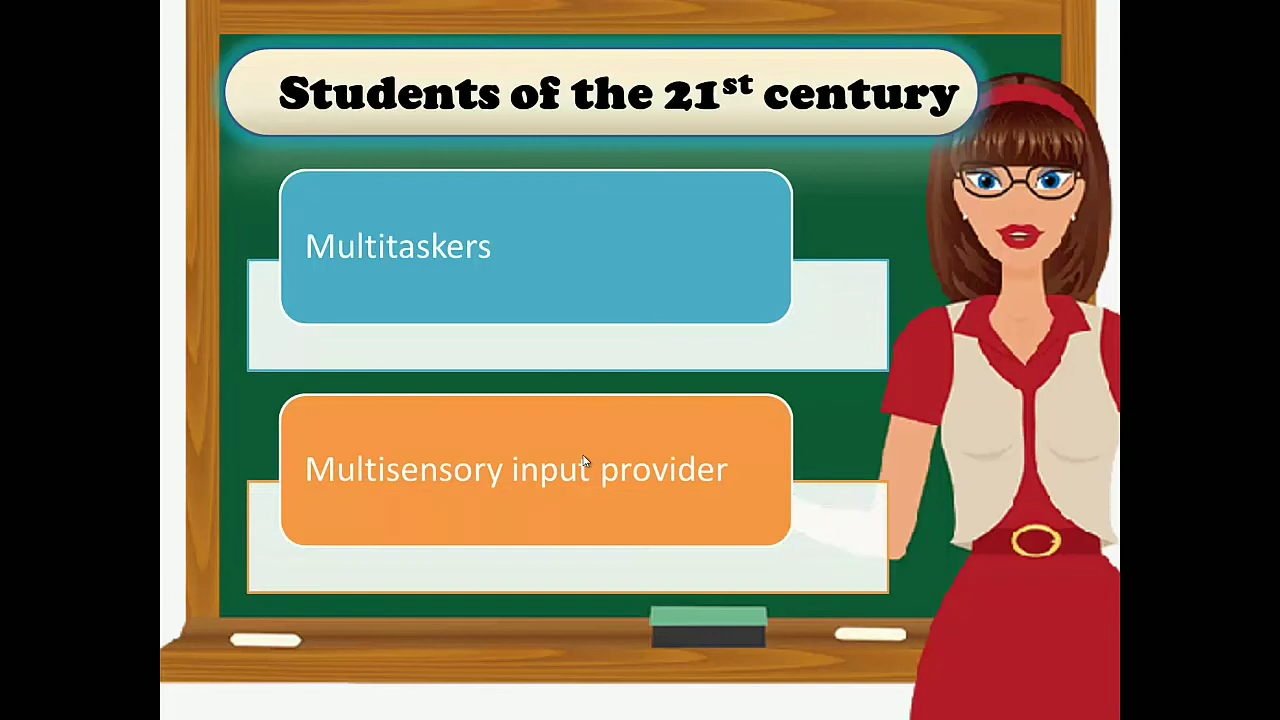 Students of the 21st century
Multitaskers
Multisensory input provider